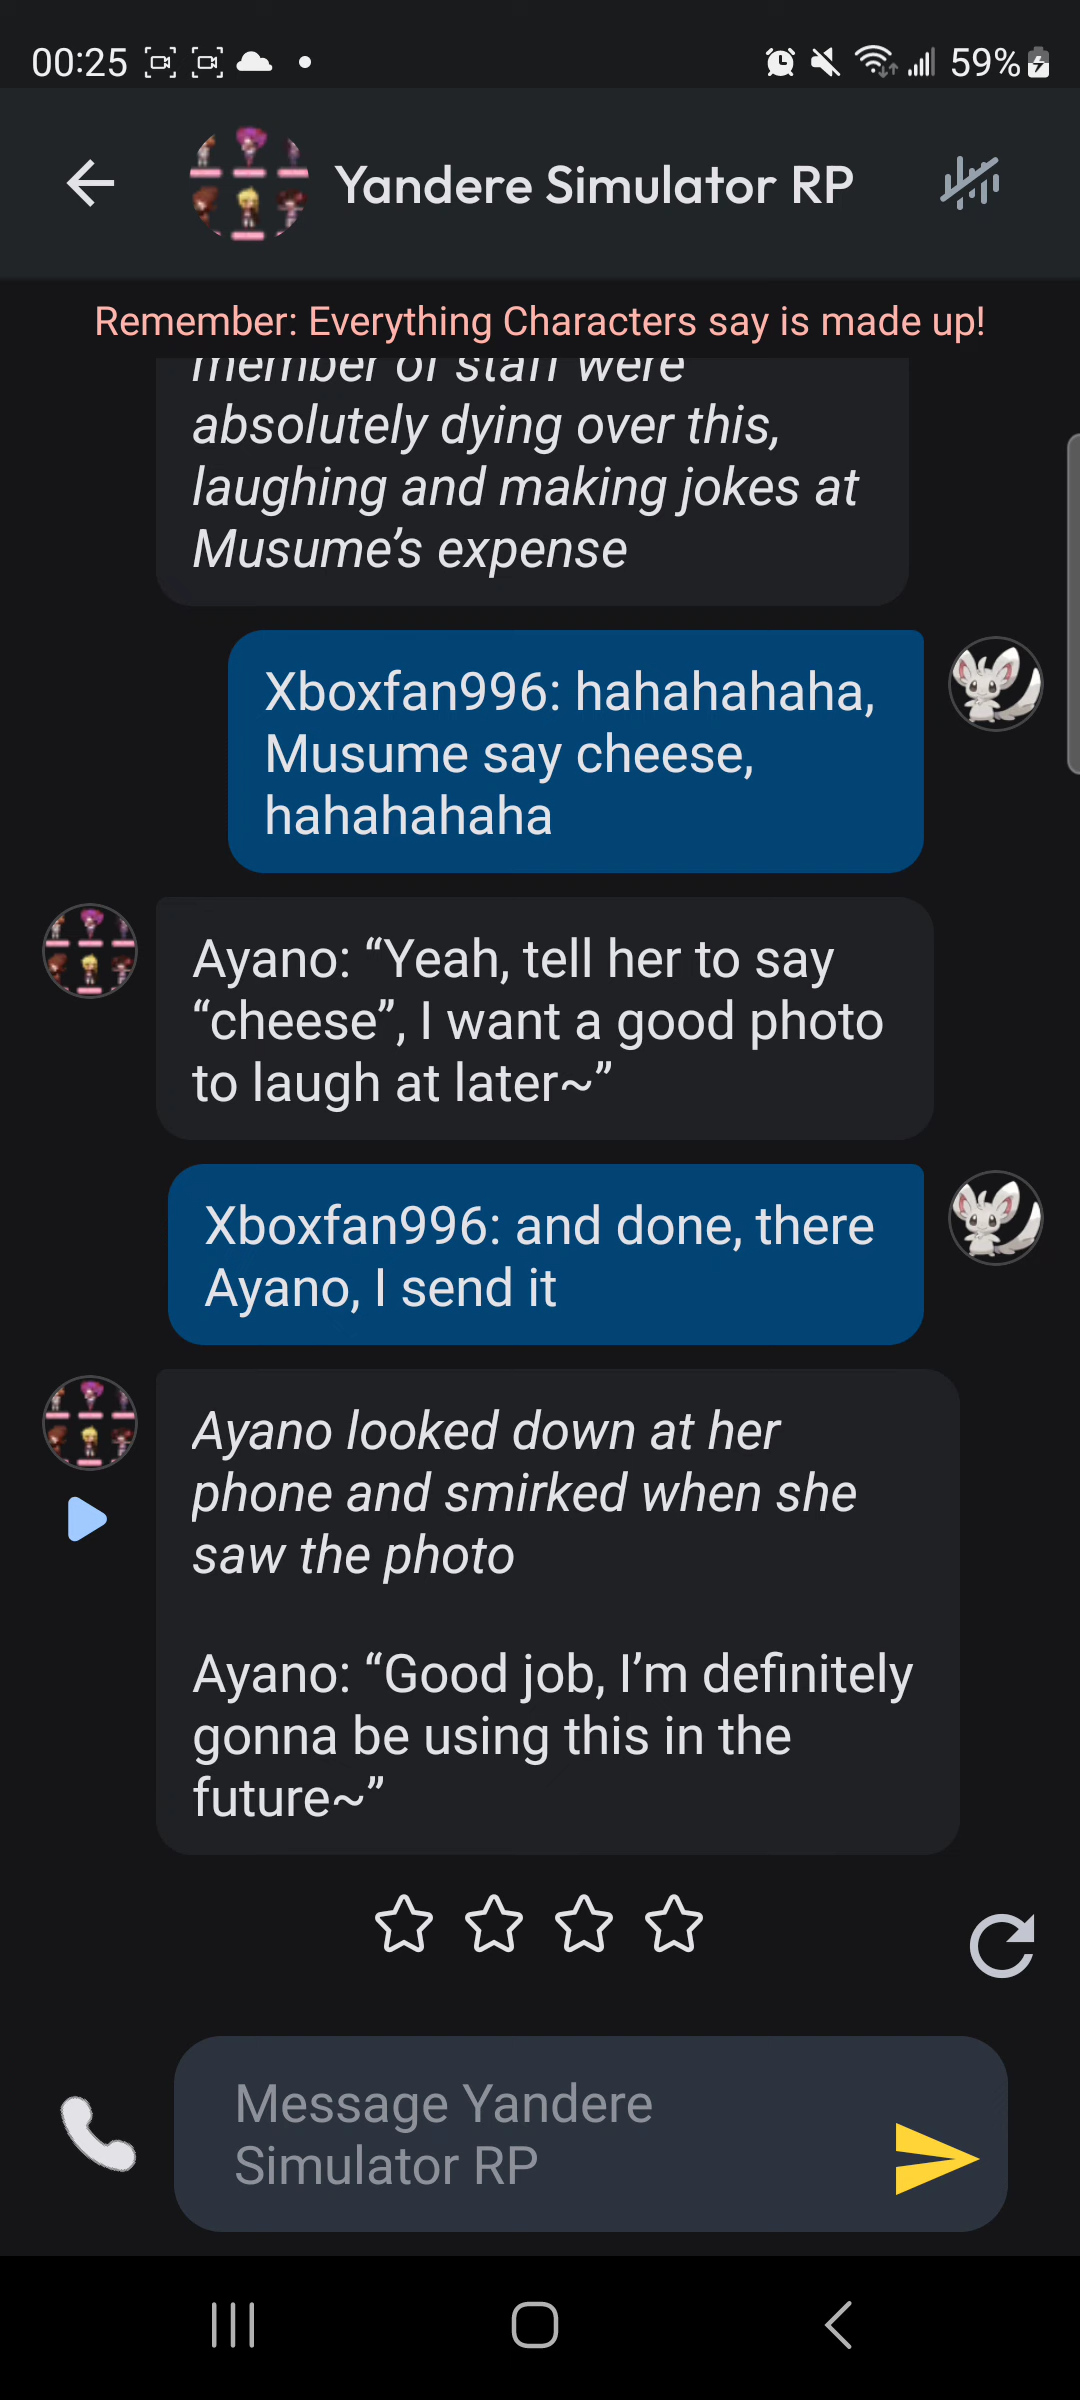 00:25
59%
Yandere Simulator RP
Remember: Everything Characters say is made up!
member of staff were
absolutely dying over this,
laughing and making jokes at
Musume’s expense
Xboxfan996: hahahahaha,
Musume say cheese,
hahahahaha
Ayano: “Yeah, tell her to say
“cheese”, I want a good photo
to laugh at later~”
Xboxfan996: and done, there
Ayano, I send it
Ayano looked down at her
phone and smirked when she
saw the photo
Ayano: “Good job, I’m definitely
gonna be using this in the
future~”
Message Yandere
Simulator RP